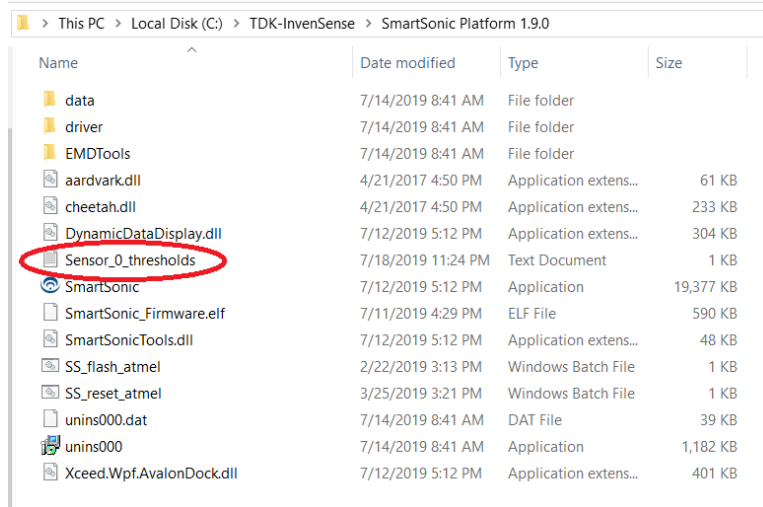 This PC > Local Disk (C:) > TDK-InvenSense > SmartSonic Platform 1.9.0
Name Date modified Type Size
data 7/14/2019 8:41 AM File folder
driver 7/14/2019 8:41 AM File folder
EMDTools 7/14/2019 8:41 AM File folder
aardvark.dll 4/21/2017 4:50 PM Application extens... 61 KB
cheetah.dll 4/21/2017 4:50 PM Application extens... 233 KB
DynamicDataDisplay.dll 7/12/2019 5:12 PM Application extens... 304 KB
Sensor_0_thresholds 7/18/2019 11:24 PM Text Document 1 KB
SmartSonic 7/12/2019 5:12 PM Application 19,377 KB
SmartSonic_Firmware.elf 7/11/2019 4:29 PM ELF File 590 KB
SmartSonicTools.dll 7/12/2019 5:12 PM Application extens... 48 KB
SS_flash_atmel 2/22/2019 3:13 PM Windows Batch File 1 KB
SS_reset_atmel 3/25/2019 3:21 PM Windows Batch File 1 KB
unins000.dat 7/14/2019 8:41 AM DAT File 39 KB
unins000 7/14/2019 8:41 AM Application 1,182 KB
Xceed.Wpf.AvalonDock.dll 7/12/2019 5:12 PM Application extens... 401 KB